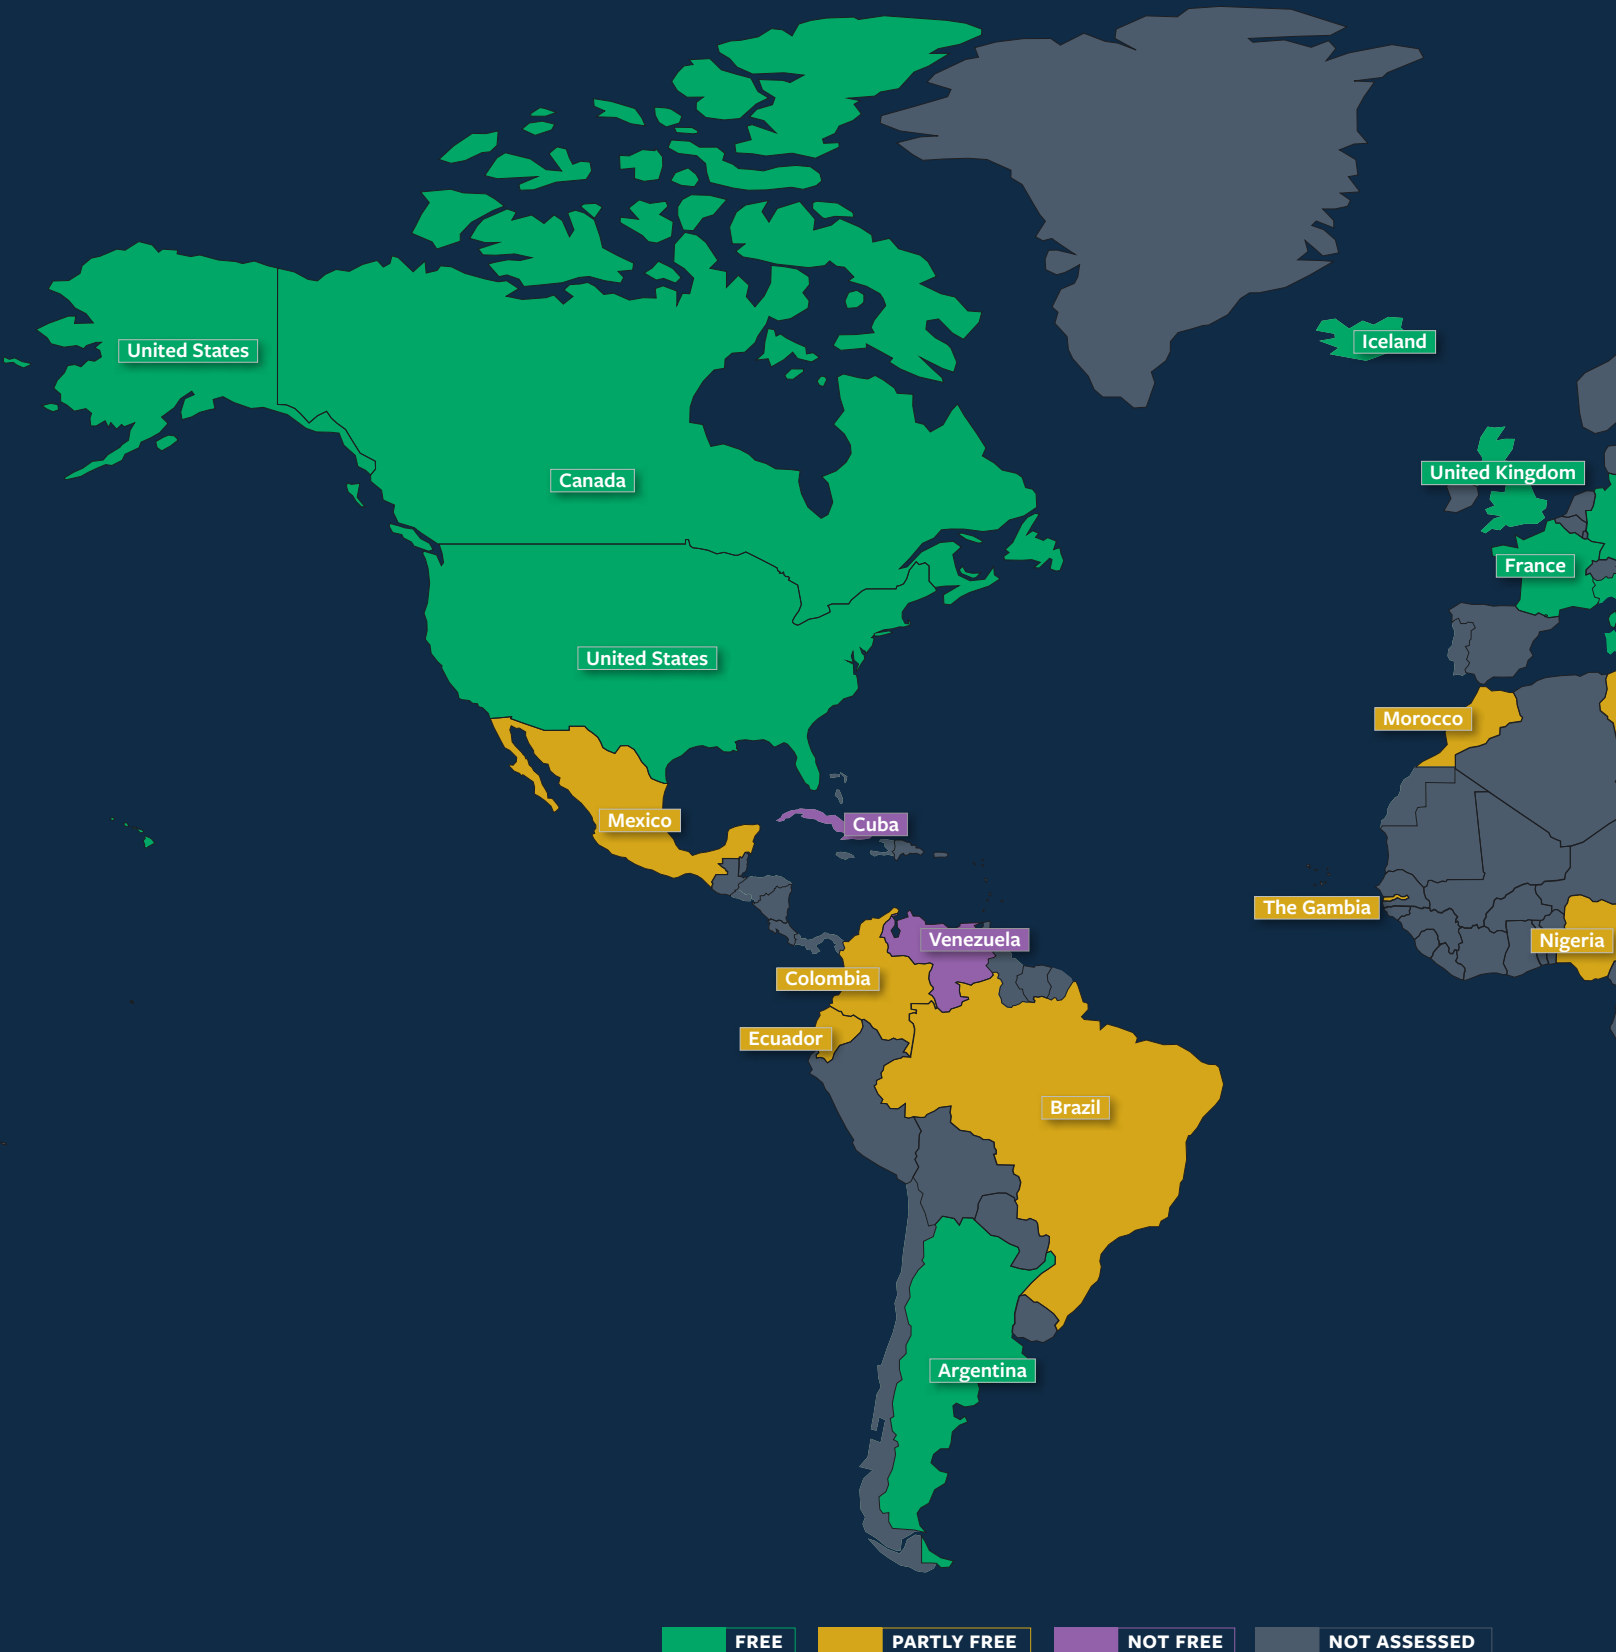 United States
Iceland
Canada
United Kingdom
France
United States
Morocco
Mexico
Cuba
The Gambia
Venezuela
Nigeria
Colombia
Ecuador
Brazil
Argentina
FREE
PARTLY FREE
NOT FREE
NOT ASSESSED